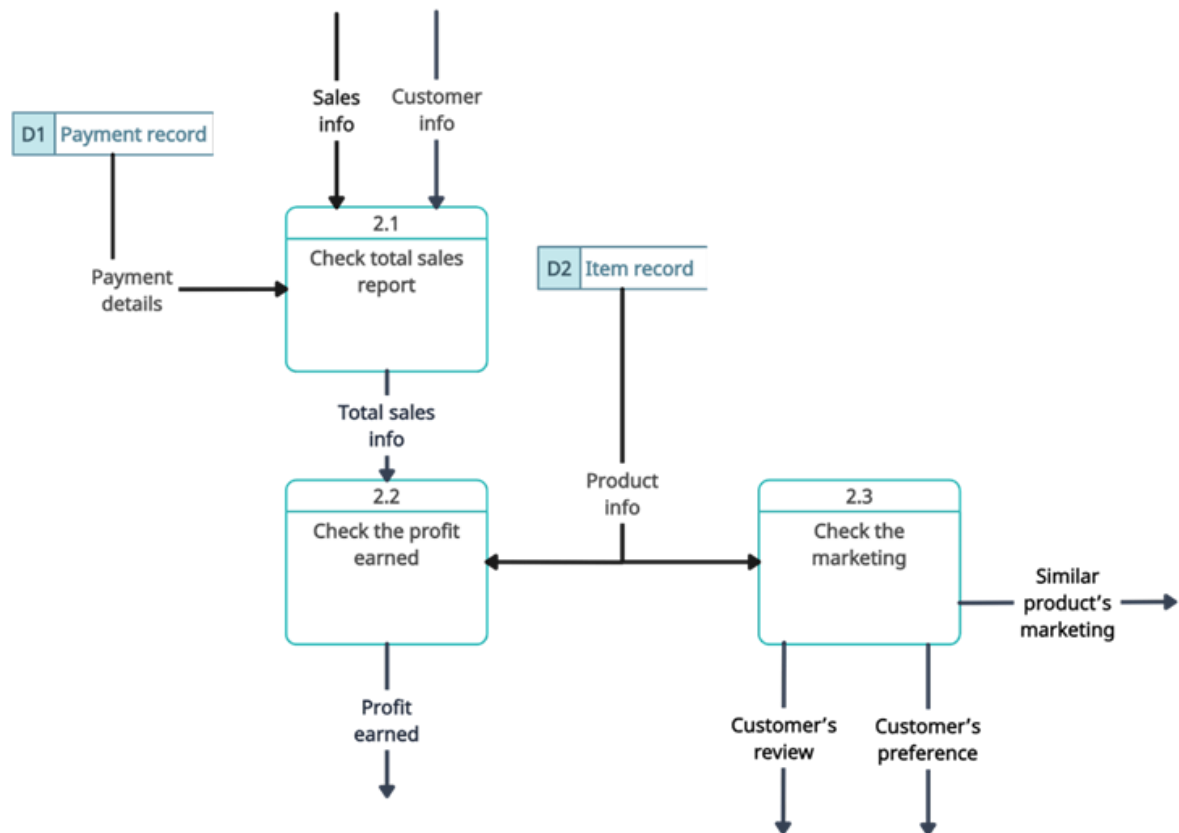 Sales
info
Customer
info
D1 Payment record
2.1
Check total sales
report
D2 Item record
Payment
details
Total sales
info
Product
info
2.2
Check the profit
earned
2.3
Check the
marketing
Similar
product's
marketing
Profit
earned
Customer's
review
Customer's
preference